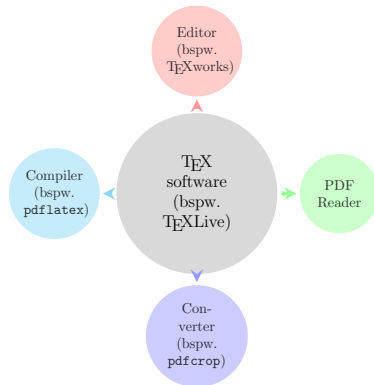 Editor
(bspw.
TEXworks)
Compiler
(bspw.
pdflatex)
TEX
software
(bspw.
TEXLive)
PDF
Reader
Con-
verter
(bspw.
pdfcrop)